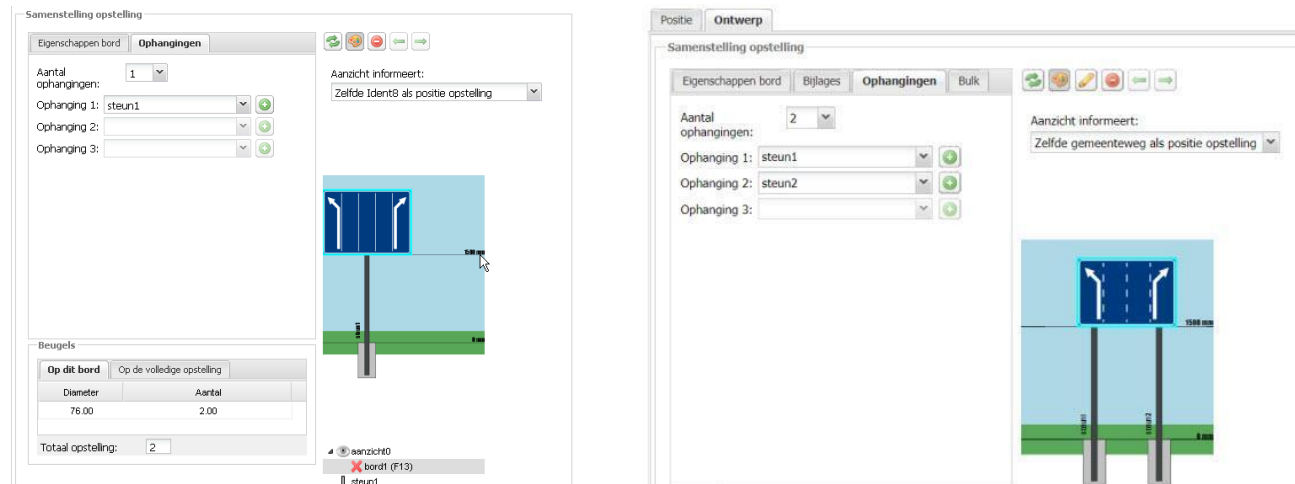 Samenstelling opstelling
Eigenschappen bord Ophangingen
Aantal ophangingen: 1
Ophanging 1: steun1
Ophanging 2:
Ophanging 3:
Aanzicht informeert:
Zelfde Ident8 als positie opstelling
1500 mm
steun1
0 mm
Beugels
Op dit bord Op de volledige opstelling
Diameter Aantal
76.00 2.00
Totaal opstelling: 2
aanzicht0
bord1 (F13)
steun1
Positie Ontwerp
Samenstelling opstelling
Eigenschappen bord Bijlages Ophangingen Bulk
Aantal ophangingen: 2
Ophanging 1: steun1
Ophanging 2: steun2
Ophanging 3:
Aanzicht informeert:
Zelfde gemeenteweg als positie opstelling
1500 mm
steun1
steun2
0 mm